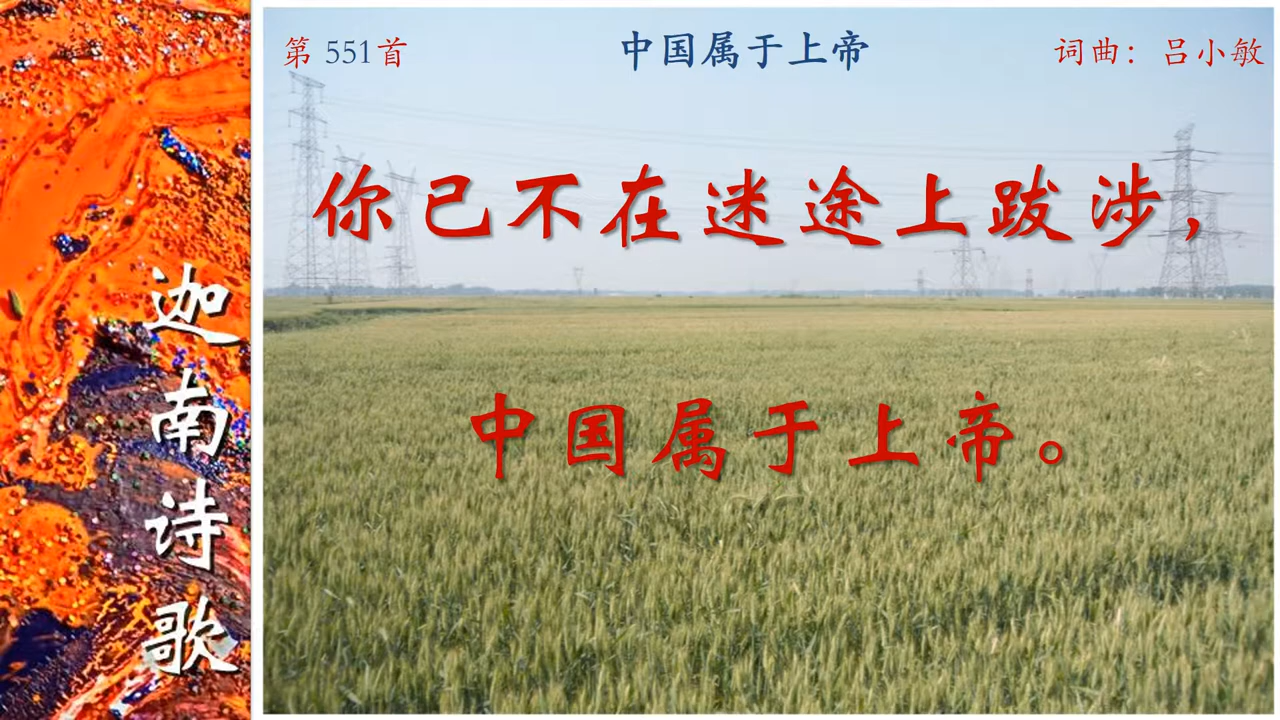 第 551首
中国属于上帝
词曲：吕小敏
你已不在迷途上跋涉，
中国属于上帝。
迦南诗歌